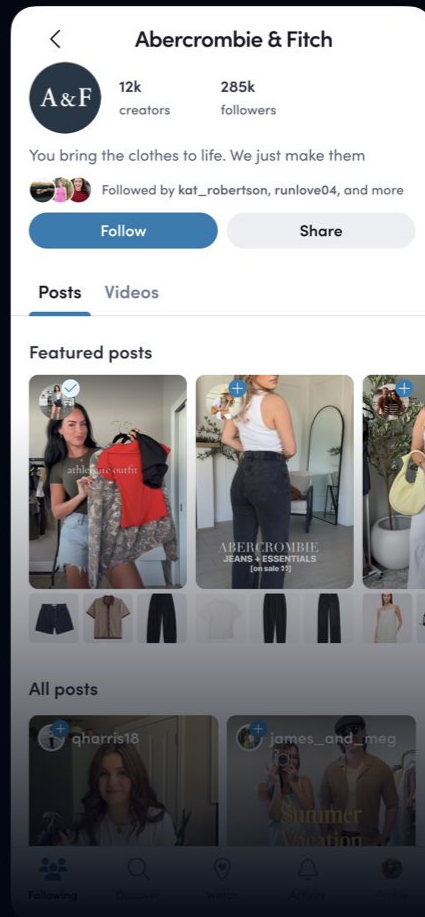 Abercrombie & Fitch
A&F
12k
285k
creators
followers
You bring the clothes to life. We just make them
Followed by kat_robertson, runlove04, and more
Follow
Share
Posts
Videos
Featured posts
athleisure outfit
ABERCROMBIE
JEANS + ESSENTIALS
All posts
qharris18
james_and_meg
Summer
Vacation
Following